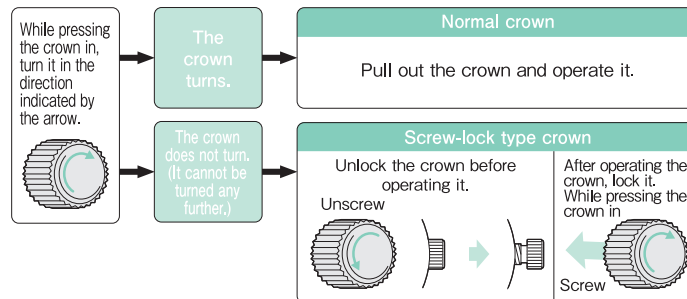 While pressing
the crown in,
turn it in the
direction
indicated by
the arrow.
The
crown
turns.
Normal crown
Pull out the crown and operate it.
The crown
does not turn.
(It cannot be
turned any
further.)
Screw-lock type crown
Unlock the crown before
operating it.
Unscrew
After operating the
crown, lock it.
While pressing the
crown in
Screw